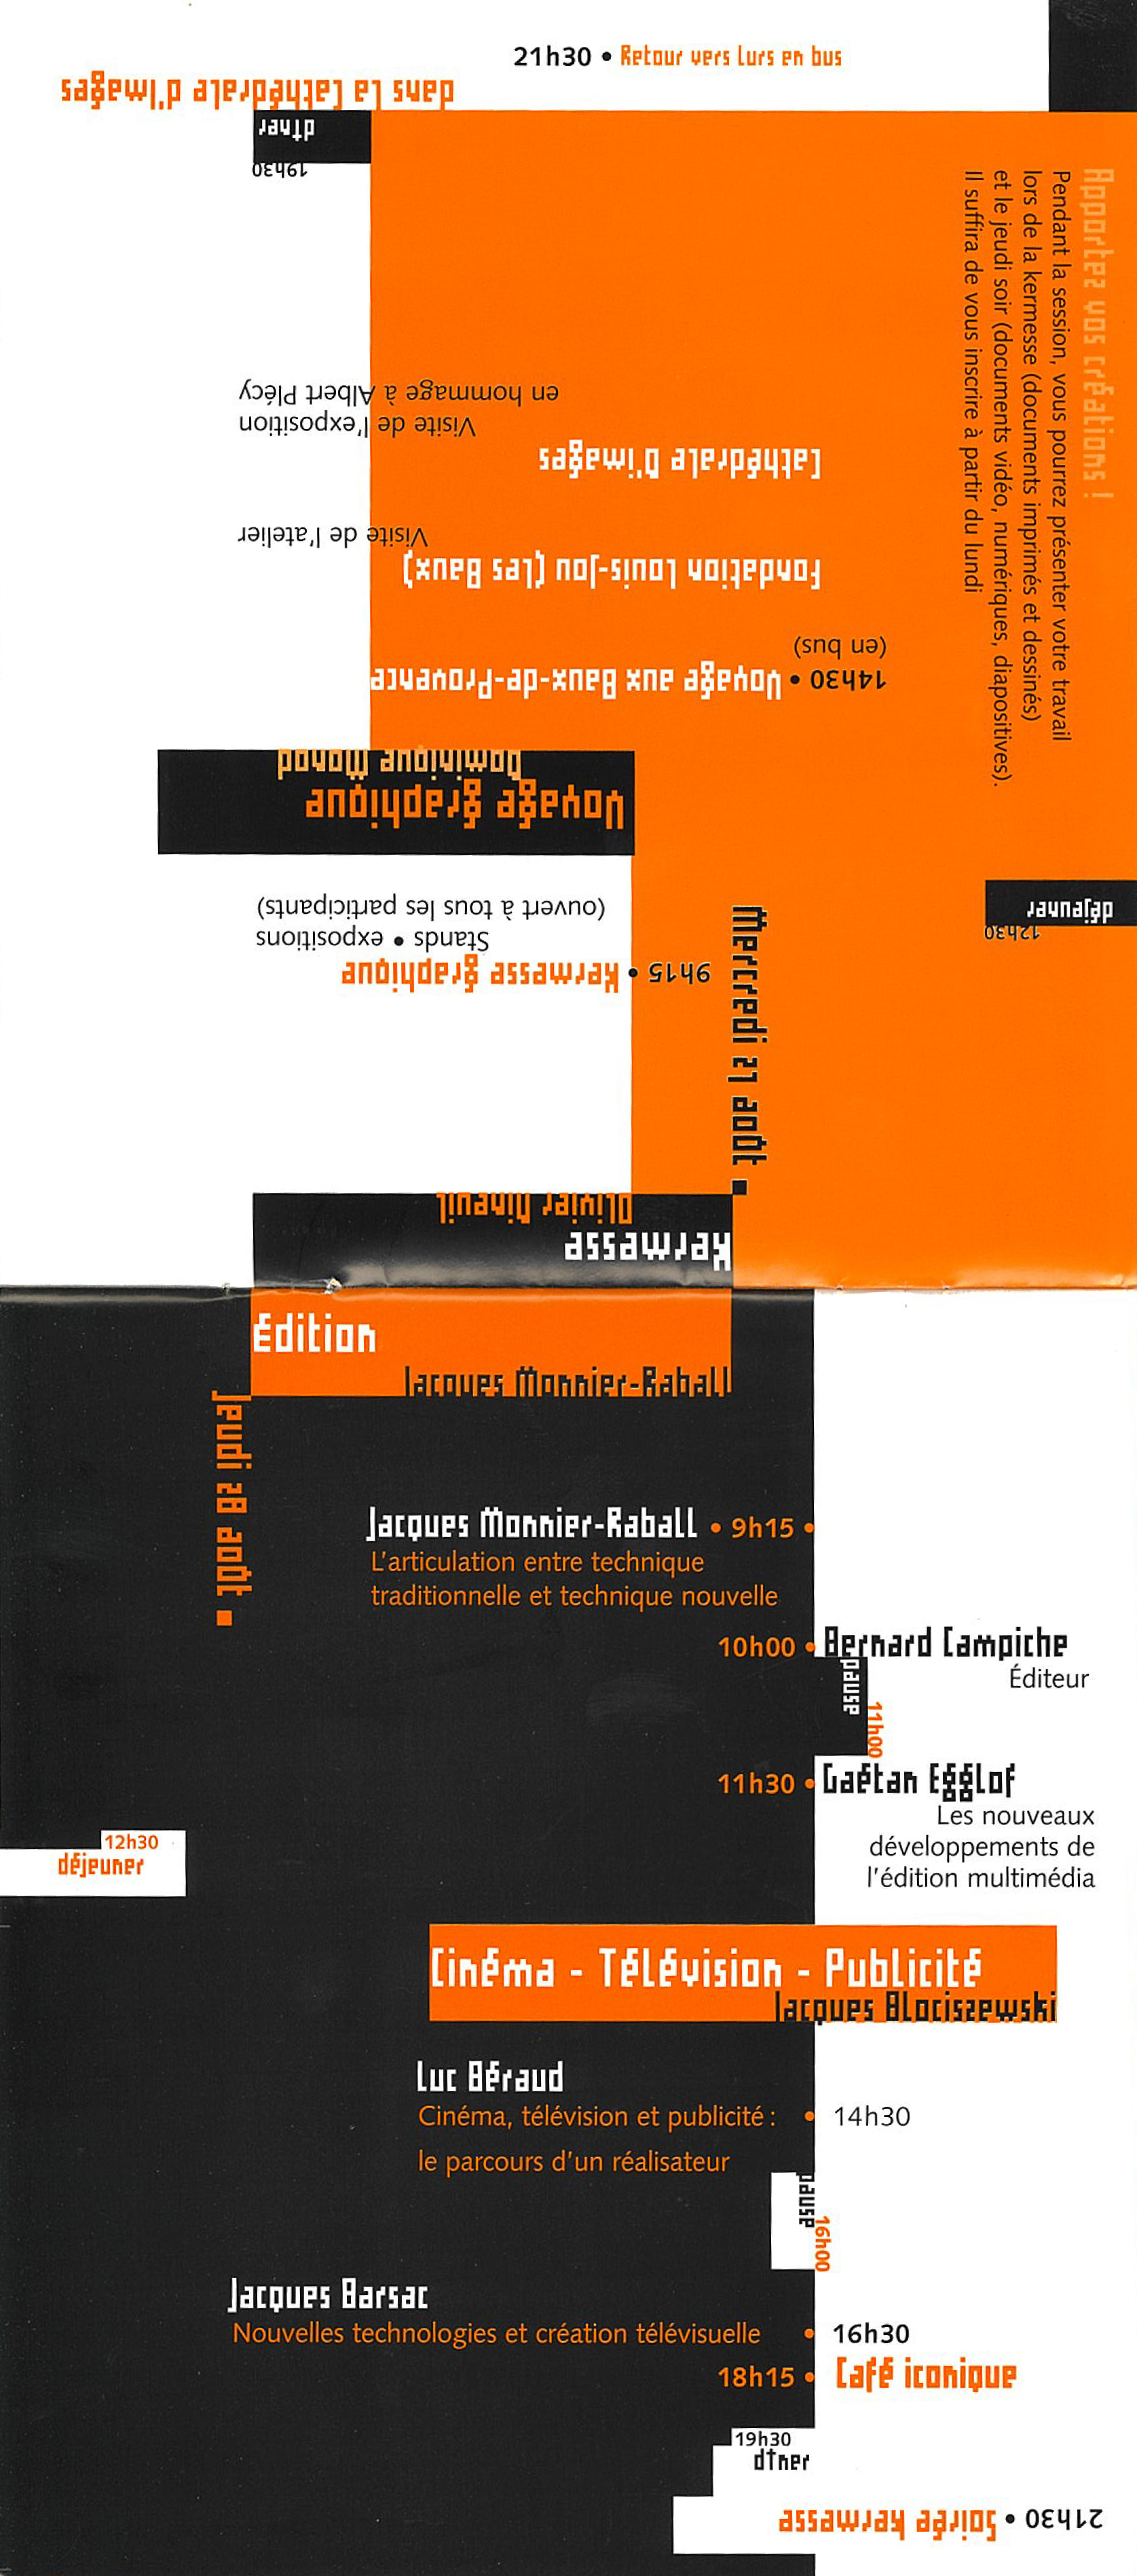 21h30 • Retour vers Lurs en bus
Mercredi 27 août
Kermesse
Olivier Nineuil
9h15 • Kermesse graphique
Stands • expositions
(ouvert à tous les participants)
12h30
déjeuner
Voyage graphique
Dominique Monod
14h30 • Voyage aux Baux-de-Provence
(en bus)
Fondation Louis-Jou (Les Baux)
Visite de l'atelier
Cathédrale D'images
Visite de l'exposition
en hommage à Albert Plécy
19h30
dîner
dans la Cathédrale d'images
Apportez vos créations !
Pendant la session, vous pourrez présenter votre travail
lors de la kermesse (documents imprimés et dessinés)
et le jeudi soir (documents vidéo, numériques, diapositives).
Il suffira de vous inscrire à partir du lundi
Édition
Jacques Monnier-Raball
Jeudi 28 août
Jacques Monnier-Raball • 9h15 •
L'articulation entre technique
traditionnelle et technique nouvelle
10h00 • Bernard Campiche
Éditeur
pause
11h00
11h30 • Gaétan Egglof
Les nouveaux
développements de
l'édition multimédia
12h30
déjeuner
Cinéma - Télévision - Publicité
Jacques Blociszewski
Luc Béraud
Cinéma, télévision et publicité : • 14h30
le parcours d'un réalisateur
pause
16h00
Jacques Barsac
Nouvelles technologies et création télévisuelle • 16h30
18h15 • Café iconique
19h30
dîner
21h30 • Soirée kermesse